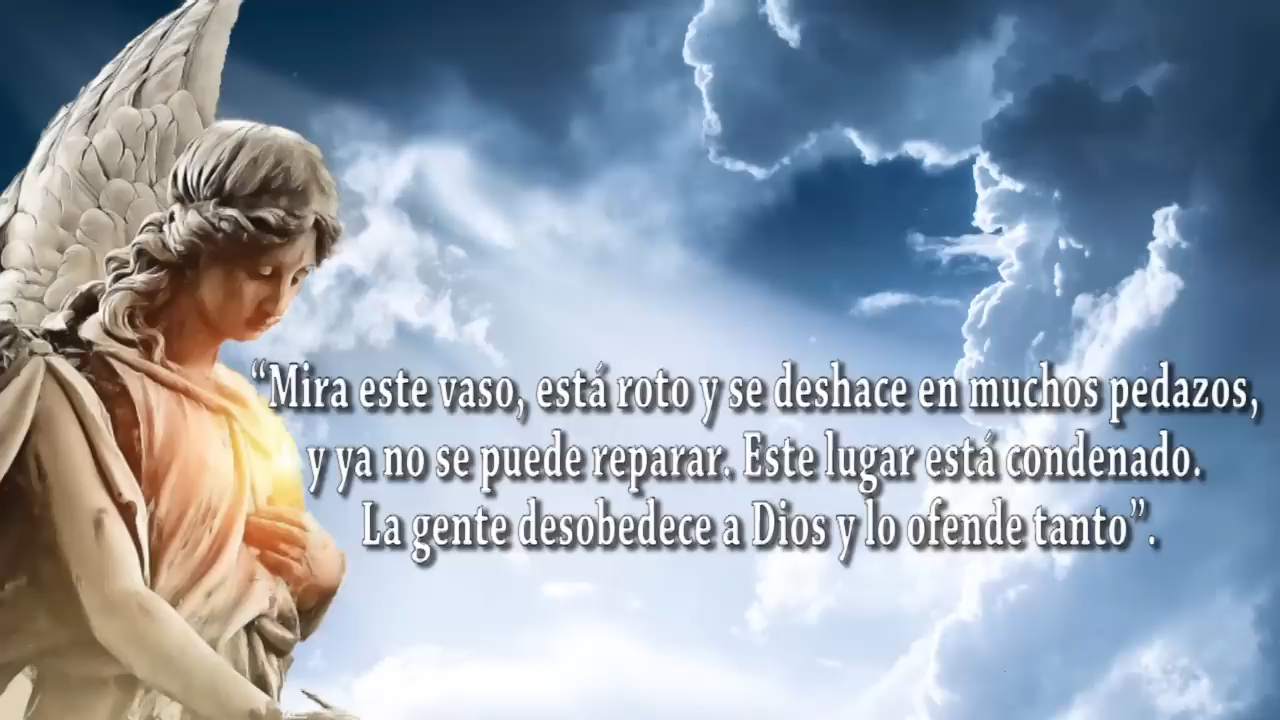 “Mira este vaso, está roto y se deshace en muchos pedazos,
y ya no se puede reparar. Este lugar está condenado.
La gente desobedece a Dios y lo ofende tanto”.